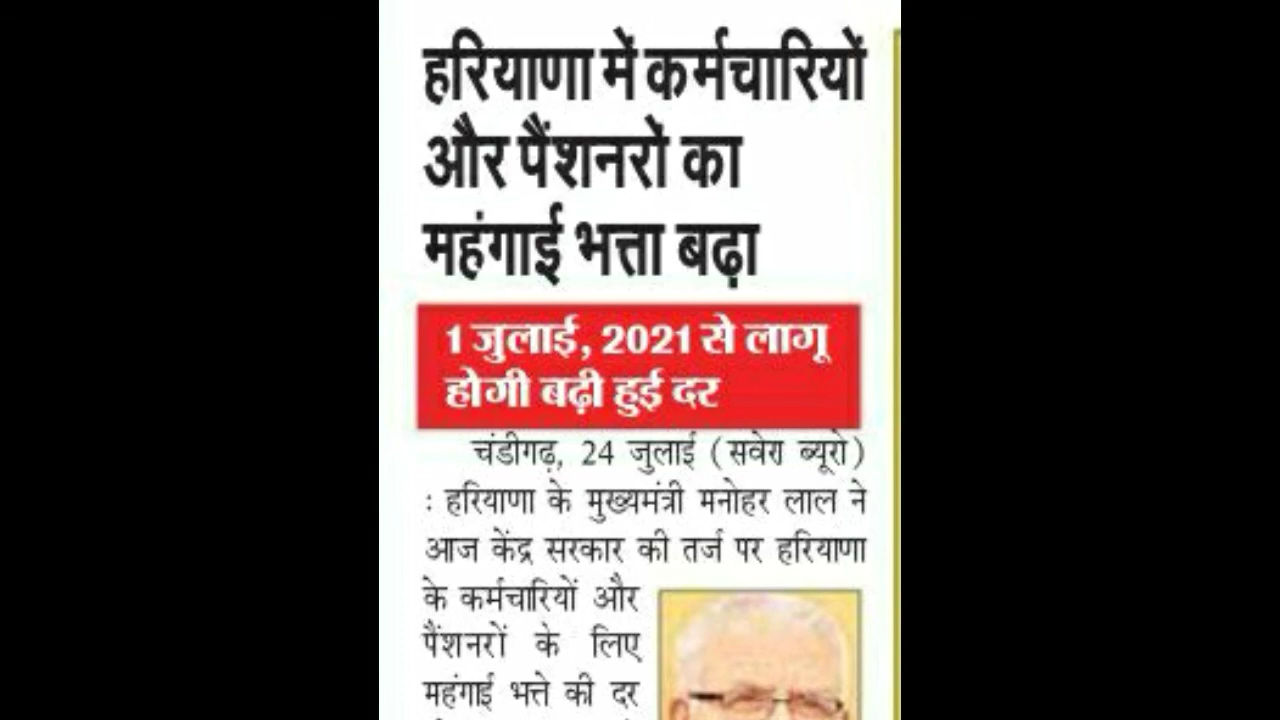 हरियाणा में कर्मचारियों
और पैंशनरों का
महंगाई भत्ता बढ़ा
1 जुलाई, 2021 से लागू
होगी बढ़ी हुई दर
चंडीगढ़, 24 जुलाई (सवेरा ब्यूरो)
: हरियाणा के मुख्यमंत्री मनोहर लाल ने
आज केंद्र सरकार की तर्ज पर हरियाणा
के कर्मचारियों और
पैंशनरों के लिए
महंगाई भत्ते की दर